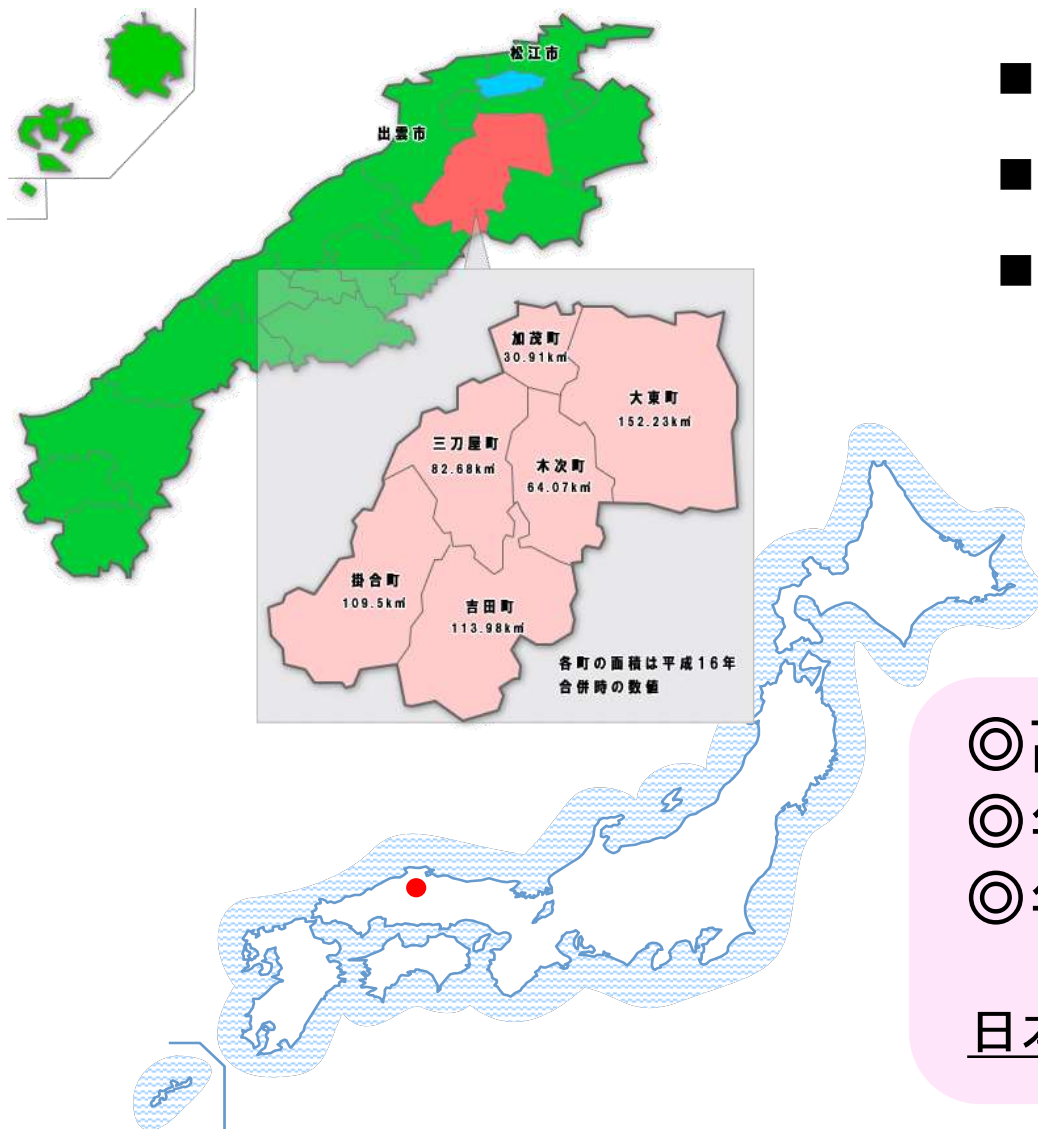 松江市
出雲市
加茂町
30.91k㎡
大東町
152.23k㎡
三刀屋町
82.68k㎡
木次町
64.07k㎡
掛合町
109.5k㎡
吉田町
113.98k㎡
各町の面積は平成16年
合併時の数値
■
■
■
◎
◎
◎
日